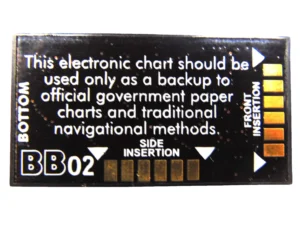 This electronic chart should be
used only as a backup to
official government paper
charts and traditional
navigational methods.
BOTTOM
FRONT
INSERTION
BB02
SIDE
INSERTION